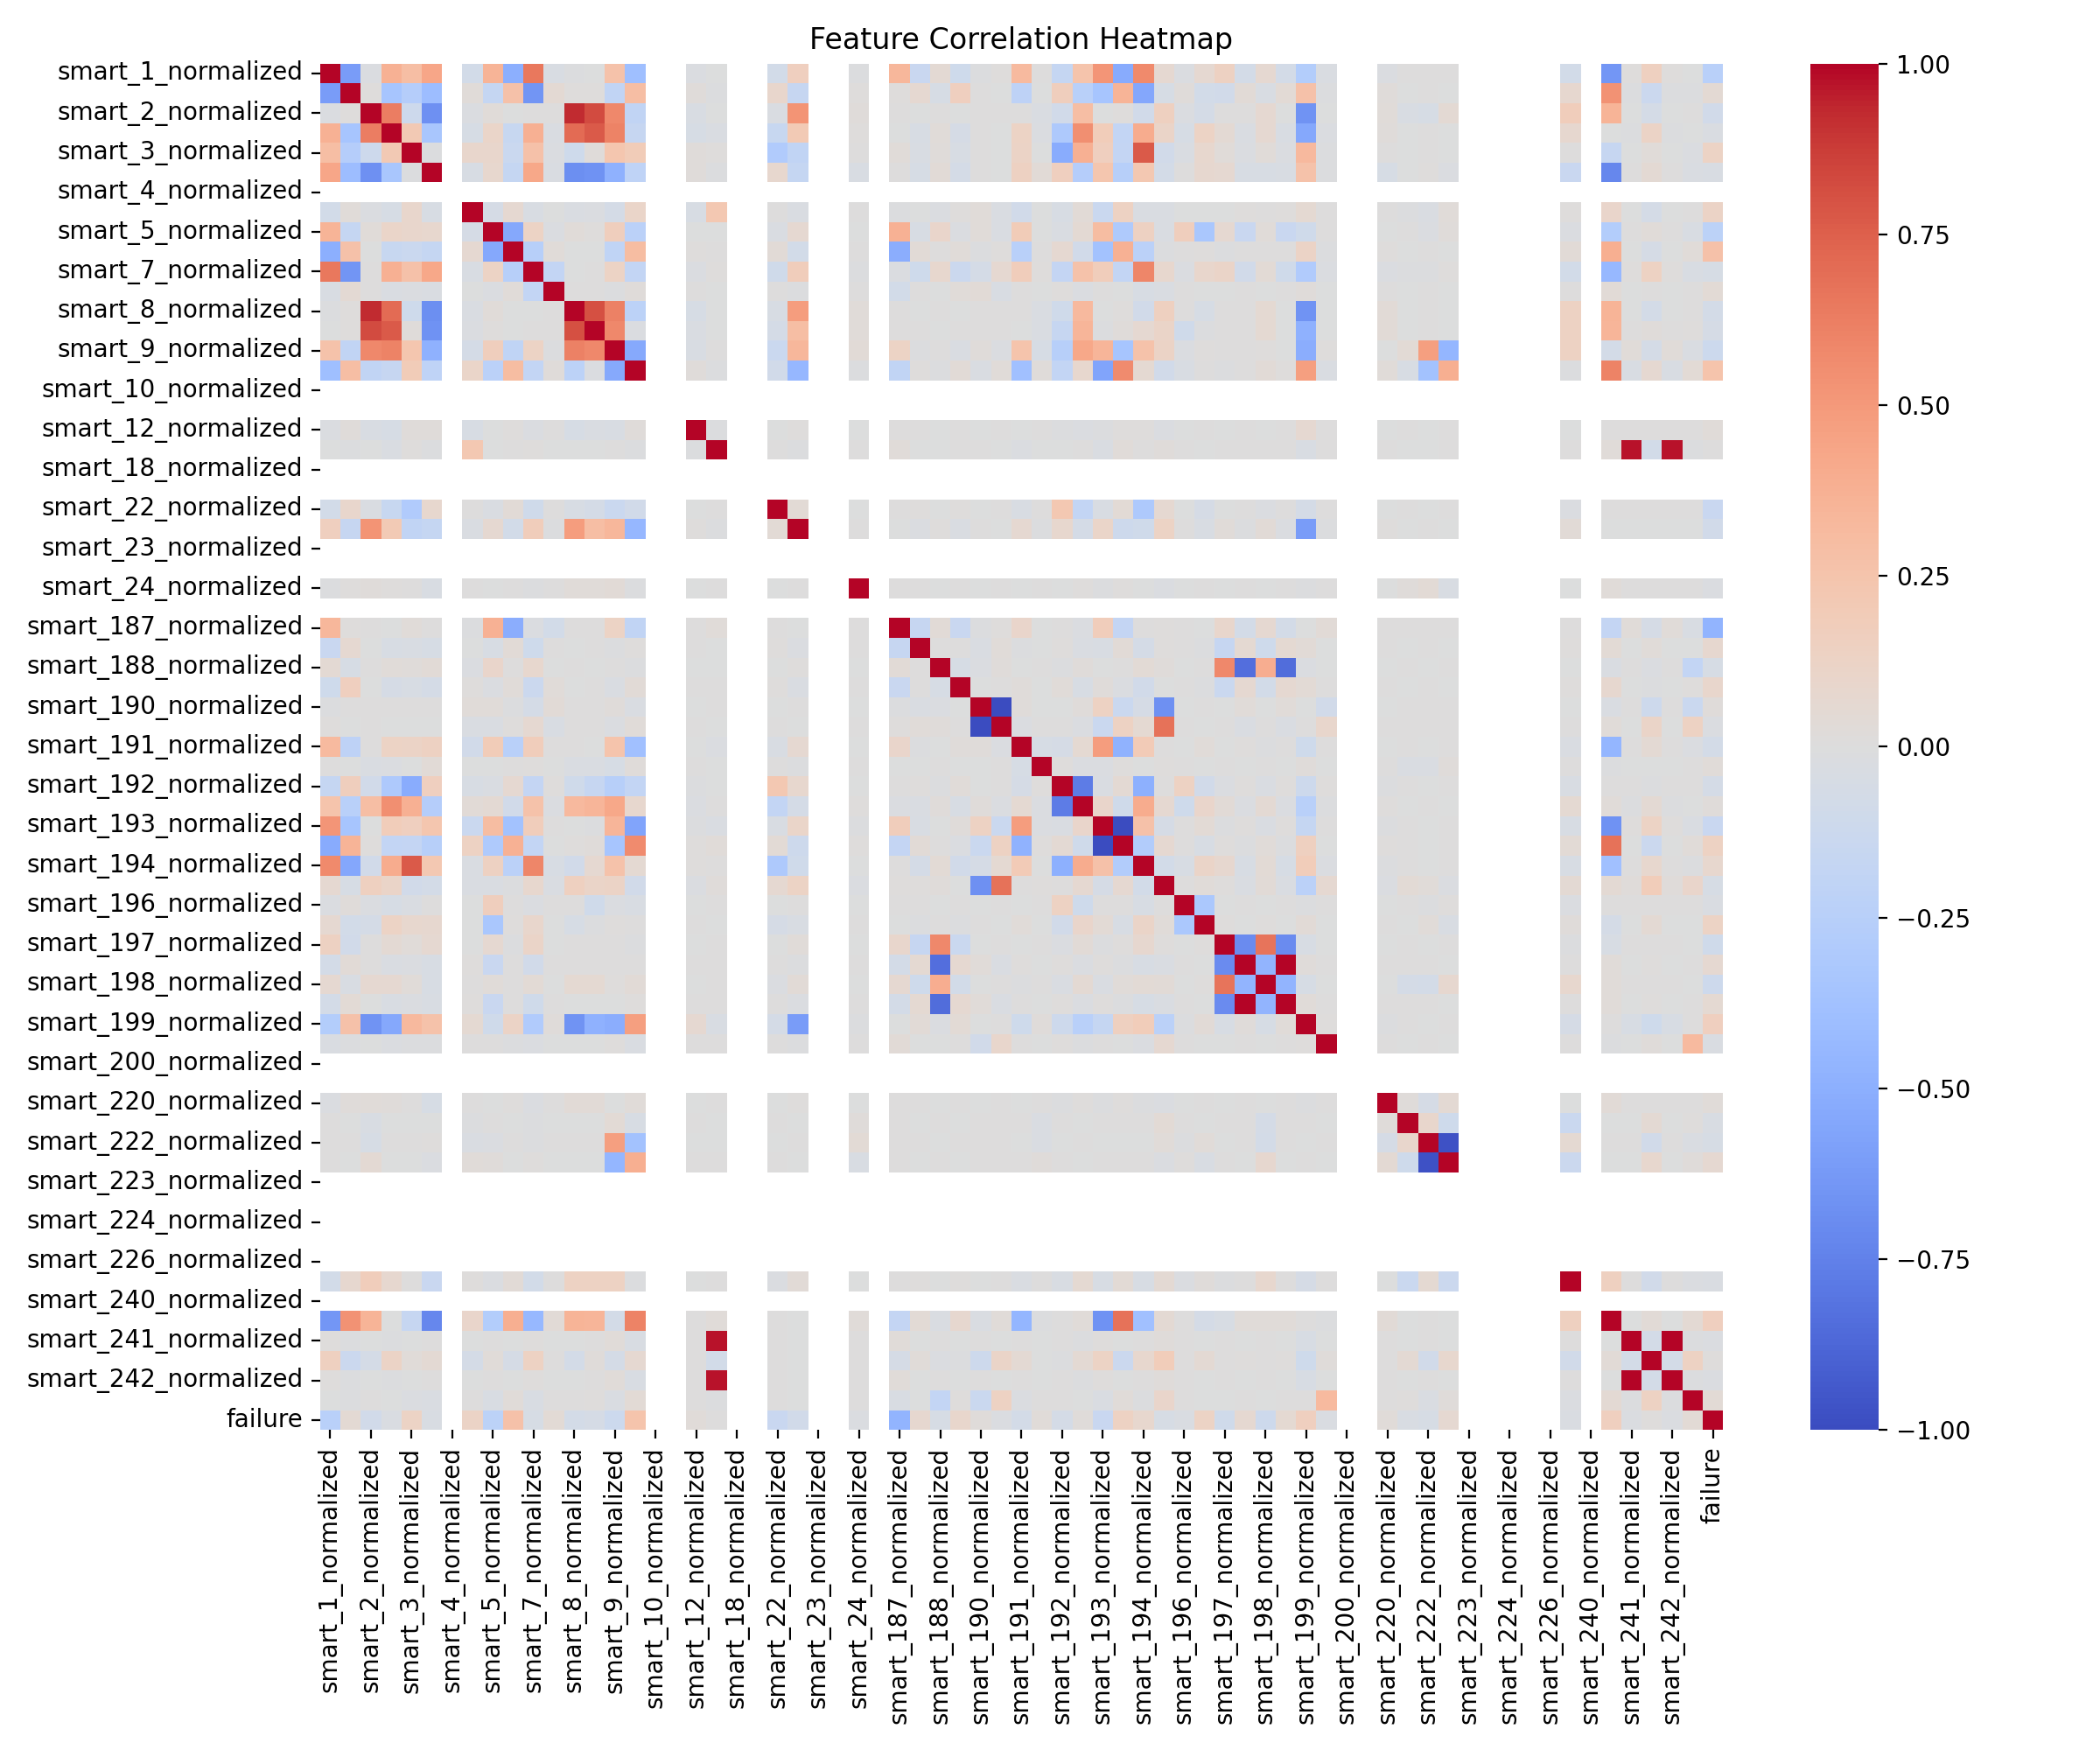 Feature Correlation Heatmap
smart_1_normalized
smart_2_normalized
smart_3_normalized
smart_4_normalized
smart_5_normalized
smart_7_normalized
smart_8_normalized
smart_9_normalized
smart_10_normalized
smart_12_normalized
smart_18_normalized
smart_22_normalized
smart_23_normalized
smart_24_normalized
smart_187_normalized
smart_188_normalized
smart_190_normalized
smart_191_normalized
smart_192_normalized
smart_193_normalized
smart_194_normalized
smart_196_normalized
smart_197_normalized
smart_198_normalized
smart_199_normalized
smart_200_normalized
smart_220_normalized
smart_222_normalized
smart_223_normalized
smart_224_normalized
smart_226_normalized
smart_240_normalized
smart_241_normalized
smart_242_normalized
failure
smart_1_normalized
smart_2_normalized
smart_3_normalized
smart_4_normalized
smart_5_normalized
smart_7_normalized
smart_8_normalized
smart_9_normalized
smart_10_normalized
smart_12_normalized
smart_18_normalized
smart_22_normalized
smart_23_normalized
smart_24_normalized
smart_187_normalized
smart_188_normalized
smart_190_normalized
smart_191_normalized
smart_192_normalized
smart_193_normalized
smart_194_normalized
smart_196_normalized
smart_197_normalized
smart_198_normalized
smart_199_normalized
smart_200_normalized
smart_220_normalized
smart_222_normalized
smart_223_normalized
smart_224_normalized
smart_226_normalized
smart_240_normalized
smart_241_normalized
smart_242_normalized
failure
1.00
0.75
0.50
0.25
0.00
−0.25
−0.50
−0.75
−1.00